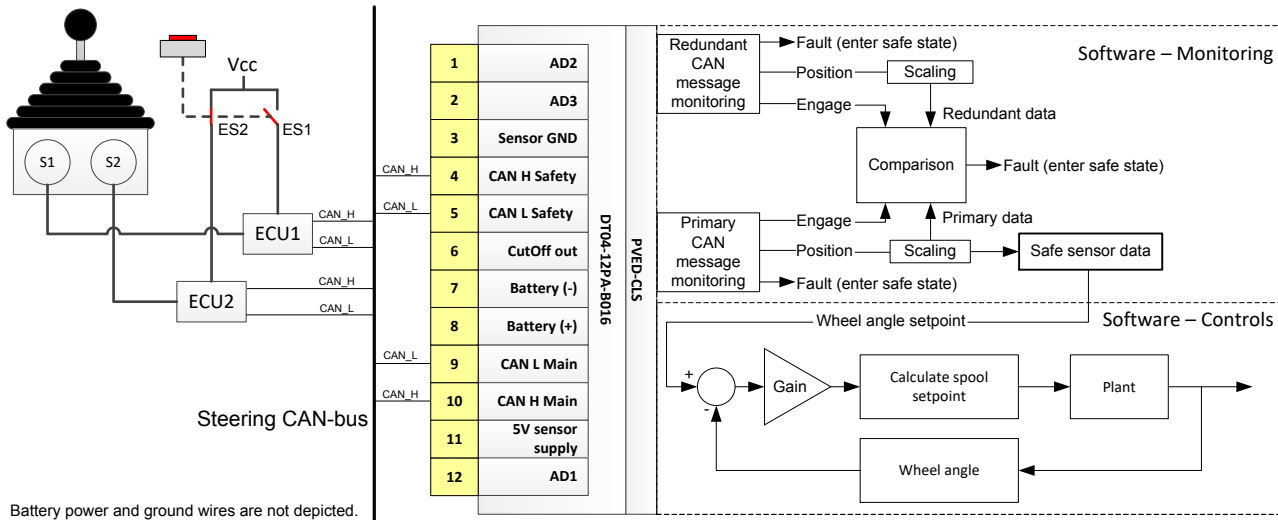 Vcc
ES2
ES1
S1
S2
ECU1
CAN_H
CAN_L
ECU2
CAN_H
CAN_L
Steering CAN-bus
Battery power and ground wires are not depicted.
CAN_H
CAN_L
CAN_L
CAN_H
1 AD2
2 AD3
3 Sensor GND
4 CAN H Safety
5 CAN L Safety
6 CutOff out
7 Battery (-)
8 Battery (+)
9 CAN L Main
10 CAN H Main
11 5V sensor
supply
12 AD1
DT04-12PA-B016
PVED-CLS
Software – Monitoring
Redundant
CAN
message
monitoring
Fault (enter safe state)
Position
Scaling
Engage
Redundant data
Comparison
Fault (enter safe state)
Primary data
Primary
CAN
message
monitoring
Engage
Position
Scaling
Safe sensor data
Fault (enter safe state)
Software – Controls
Wheel angle setpoint
+
-
Gain
Calculate spool
setpoint
Plant
Wheel angle